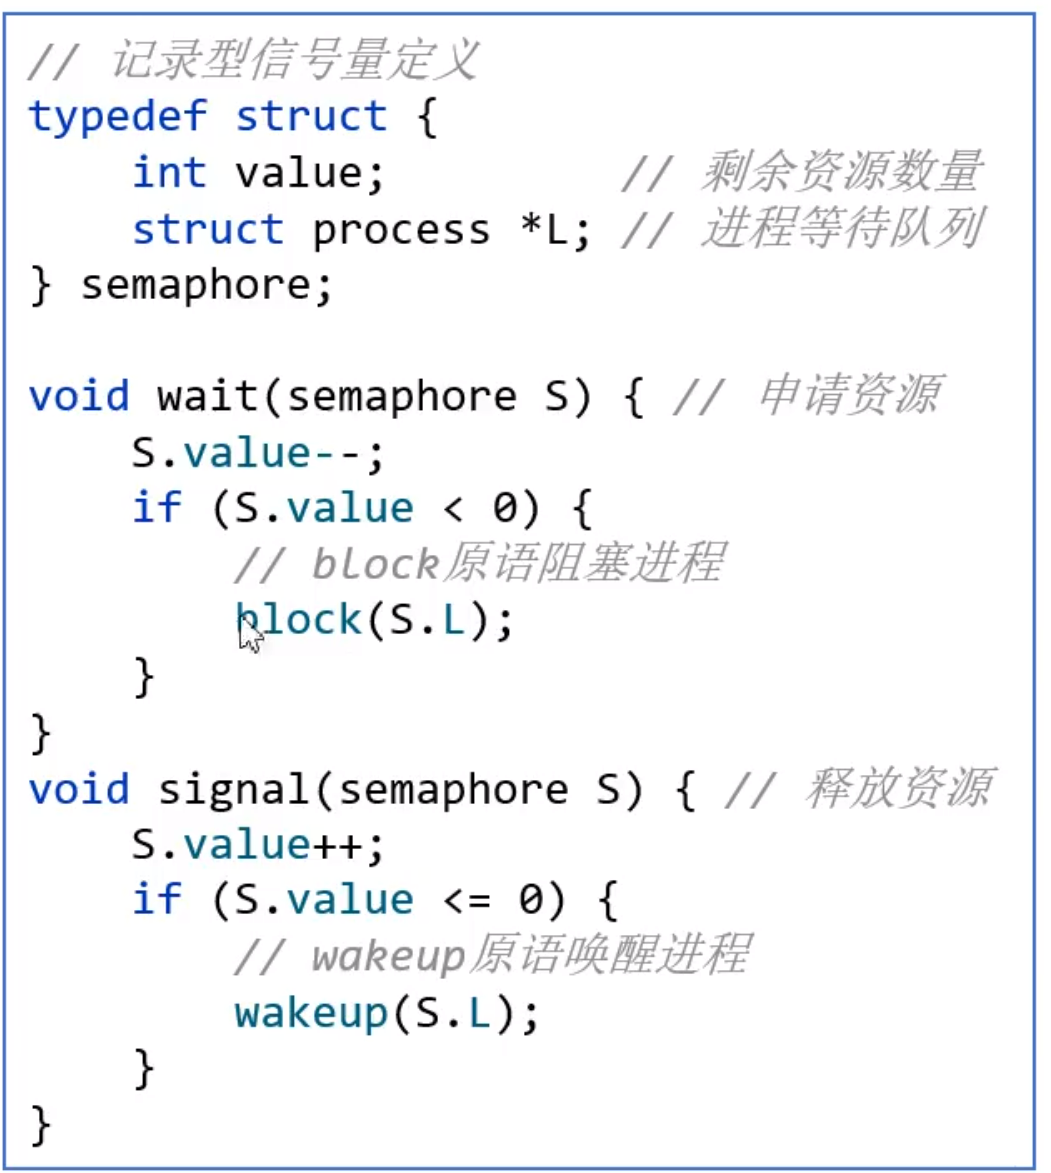 // 记录型信号量定义
typedef struct {
    int value;         // 剩余资源数量
    struct process *L; // 进程等待队列
} semaphore;

void wait(semaphore S) { // 申请资源
    S.value--;
    if (S.value < 0) {
        // block原语阻塞进程
        block(S.L);
    }
}
void signal(semaphore S) { // 释放资源
    S.value++;
    if (S.value <= 0) {
        // wakeup原语唤醒进程
        wakeup(S.L);
    }
}